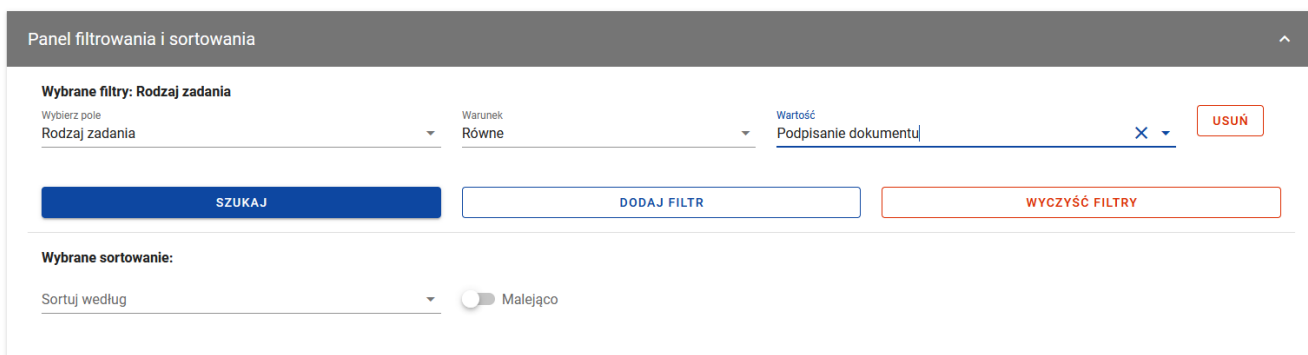 Panel filtrowania i sortowania
Wybrane filtry: Rodzaj zadania
Wybierz pole
Rodzaj zadania
Warunek
Równe
Wartość
Podpisanie dokumentu
USUŃ
SZUKAJ
DODAJ FILTR
WYCZYŚĆ FILTRY
Wybrane sortowanie:
Sortuj według
Malejąco